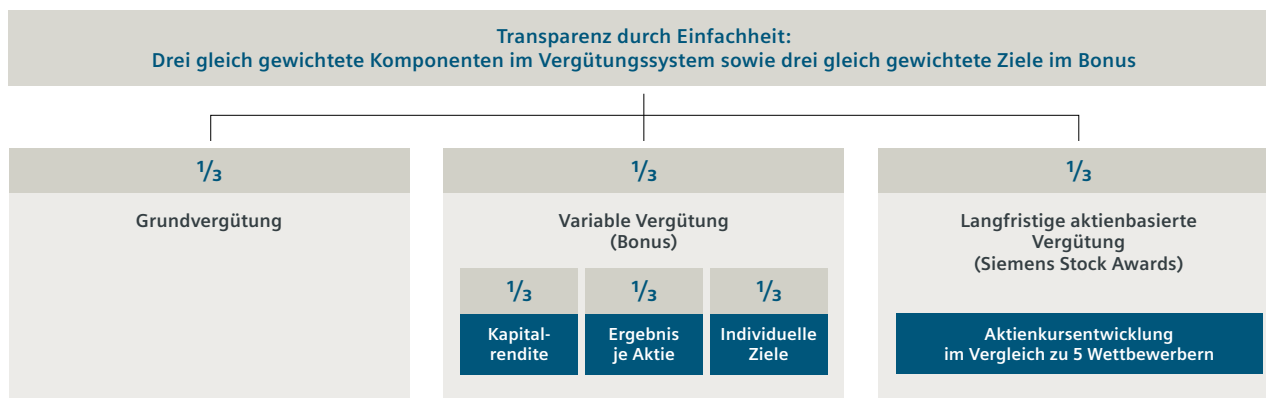 Transparenz durch Einfachheit:
Drei gleich gewichtete Komponenten im Vergütungssystem sowie drei gleich gewichtete Ziele im Bonus
1/3
Grundvergütung
1/3
Variable Vergütung
(Bonus)
1/3
Kapital-
rendite
1/3
Ergebnis
je Aktie
1/3
Individuelle
Ziele
1/3
Langfristige aktienbasierte
Vergütung
(Siemens Stock Awards)
Aktienkursentwicklung
im Vergleich zu 5 Wettbewerbern